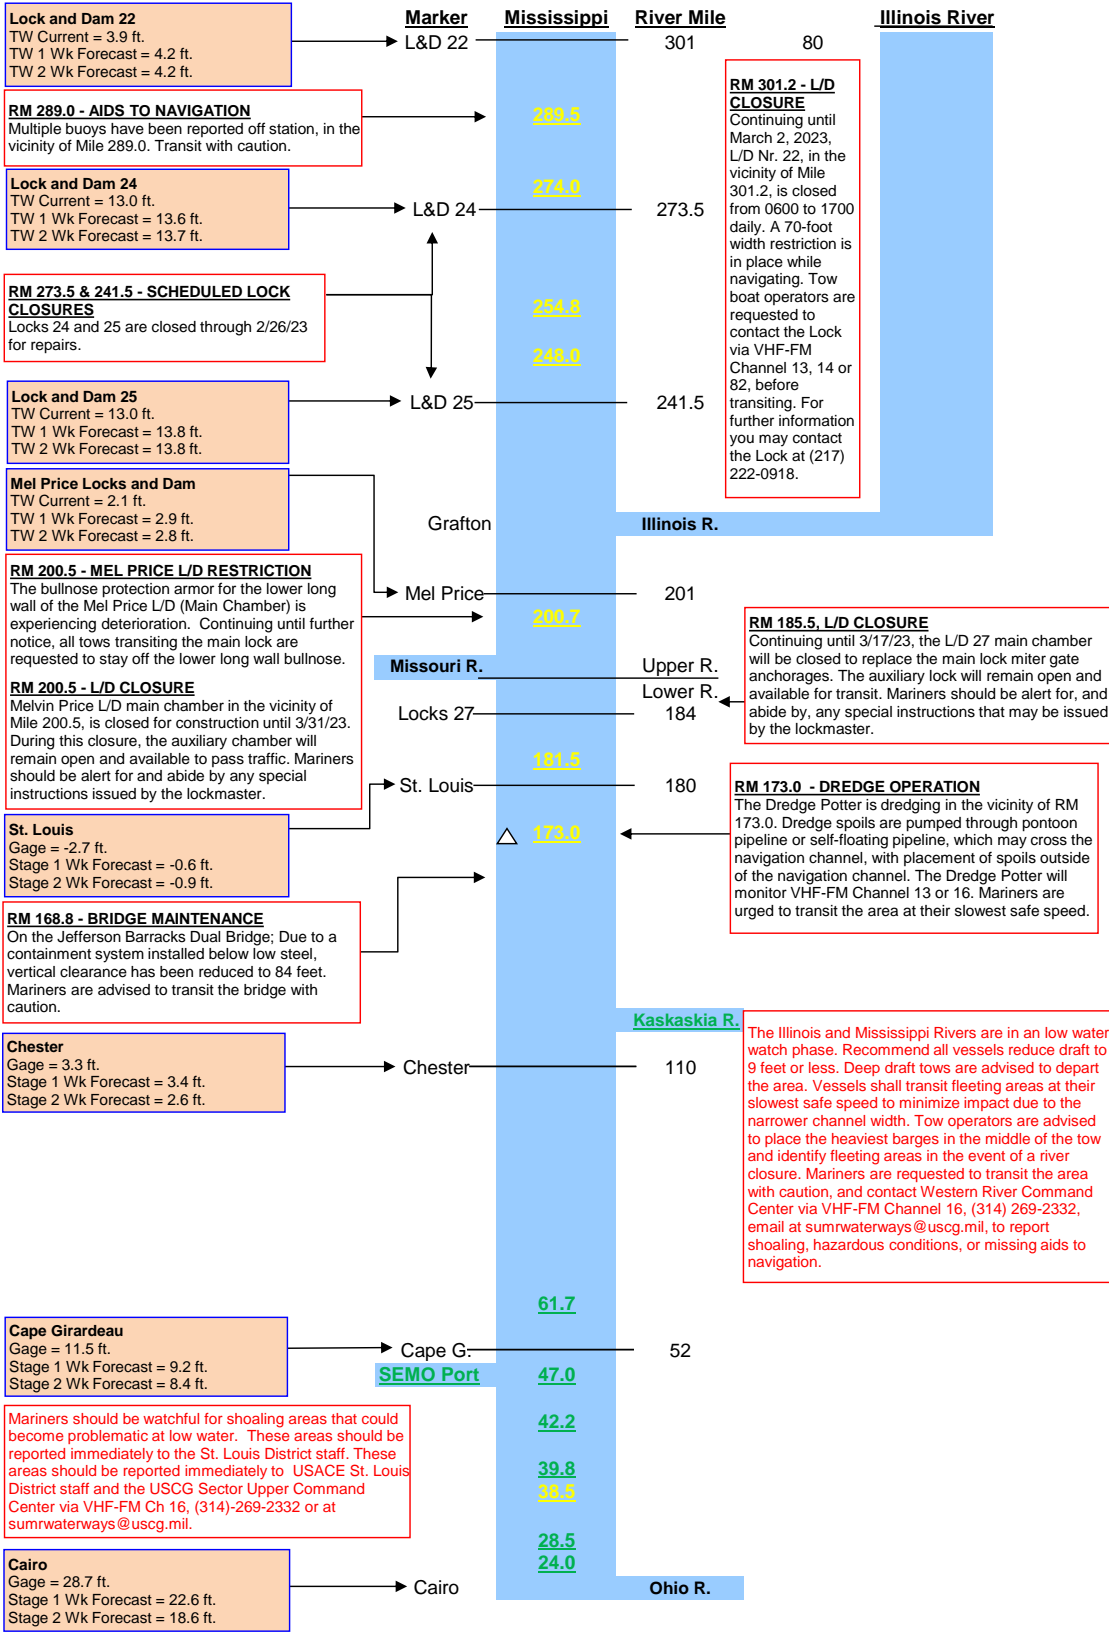 Marker Mississippi River Mile Illinois River
Lock and Dam 22
TW Current = 3.9 ft.
TW 1 Wk Forecast = 4.2 ft.
TW 2 Wk Forecast = 4.2 ft.
L&D 22 301 80
RM 289.0 - AIDS TO NAVIGATION
Multiple buoys have been reported off station, in the
vicinity of Mile 289.0. Transit with caution.
289.5
RM 301.2 - L/D
CLOSURE
Continuing until
March 2, 2023,
L/D Nr. 22, in the
vicinity of Mile
301.2, is closed
from 0600 to 1700
daily. A 70-foot
width restriction is
in place while
navigating. Tow
boat operators are
requested to
contact the Lock
via VHF-FM
Channel 13, 14 or
82, before
transiting. For
further information
you may contact
the Lock at (217)
222-0918.
Lock and Dam 24
TW Current = 13.0 ft.
TW 1 Wk Forecast = 13.6 ft.
TW 2 Wk Forecast = 13.7 ft.
274.0
L&D 24 273.5
RM 273.5 & 241.5 - SCHEDULED LOCK
CLOSURES
Locks 24 and 25 are closed through 2/26/23
for repairs.
254.8
248.0
Lock and Dam 25
TW Current = 13.0 ft.
TW 1 Wk Forecast = 13.8 ft.
TW 2 Wk Forecast = 13.8 ft.
L&D 25 241.5
Mel Price Locks and Dam
TW Current = 2.1 ft.
TW 1 Wk Forecast = 2.9 ft.
TW 2 Wk Forecast = 2.8 ft.
Grafton Illinois R.
RM 200.5 - MEL PRICE L/D RESTRICTION
The bullnose protection armor for the lower long
wall of the Mel Price L/D (Main Chamber) is
experiencing deterioration.  Continuing until further
notice, all tows transiting the main lock are
requested to stay off the lower long wall bullnose.
RM 200.5 - L/D CLOSURE
Melvin Price L/D main chamber in the vicinity of
Mile 200.5, is closed for construction until 3/31/23.
During this closure, the auxiliary chamber will
remain open and available to pass traffic. Mariners
should be alert for and abide by any special
instructions issued by the lockmaster.
Mel Price 201
200.7
Missouri R. Upper R.
Lower R.
Locks 27 184
RM 185.5, L/D CLOSURE
Continuing until 3/17/23, the L/D 27 main chamber
will be closed to replace the main lock miter gate
anchorages. The auxiliary lock will remain open and
available for transit. Mariners should be alert for, and
abide by, any special instructions that may be issued
by the lockmaster.
181.5
St. Louis 180
St. Louis
Gage = -2.7 ft.
Stage 1 Wk Forecast = -0.6 ft.
Stage 2 Wk Forecast = -0.9 ft.
173.0
RM 173.0  - DREDGE OPERATION
The Dredge Potter is dredging in the vicinity of RM
173.0. Dredge spoils are pumped through pontoon
pipeline or self-floating pipeline, which may cross the
navigation channel, with placement of spoils outside
of the navigation channel. The Dredge Potter will
monitor VHF-FM Channel 13 or 16. Mariners are
urged to transit the area at their slowest safe speed.
RM 168.8 - BRIDGE MAINTENANCE
On the Jefferson Barracks Dual Bridge; Due to a
containment system installed below low steel,
vertical clearance has been reduced to 84 feet.
Mariners are advised to transit the bridge with
caution.
Kaskaskia R.
Chester
Gage = 3.3 ft.
Stage 1 Wk Forecast = 3.4 ft.
Stage 2 Wk Forecast = 2.6 ft.
Chester 110
The Illinois and Mississippi Rivers are in an low water
watch phase. Recommend all vessels reduce draft to
9 feet or less. Deep draft tows are advised to depart
the area. Vessels shall transit fleeting areas at their
slowest safe speed to minimize impact due to the
narrower channel width. Tow operators are advised
to place the heaviest barges in the middle of the tow
and identify fleeting areas in the event of a river
closure. Mariners are requested to transit the area
with caution, and contact Western River Command
Center via VHF-FM Channel 16, (314) 269-2332,
email at sumrwaterways@uscg.mil, to report
shoaling, hazardous conditions, or missing aids to
navigation.
61.7
Cape Girardeau
Gage = 11.5 ft.
Stage 1 Wk Forecast = 9.2 ft.
Stage 2 Wk Forecast = 8.4 ft.
Cape G. 52
SEMO Port 47.0
Mariners should be watchful for shoaling areas that could
become problematic at low water.  These areas should be
reported immediately to the St. Louis District staff. These
areas should be reported immediately to  USACE St. Louis
District staff and the USCG Sector Upper Command
Center via VHF-FM Ch 16, (314)-269-2332 or at
sumrwaterways@uscg.mil.
42.2
39.8
38.5
28.5
24.0
Cairo
Gage = 28.7 ft.
Stage 1 Wk Forecast = 22.6 ft.
Stage 2 Wk Forecast = 18.6 ft.
Cairo Ohio R.